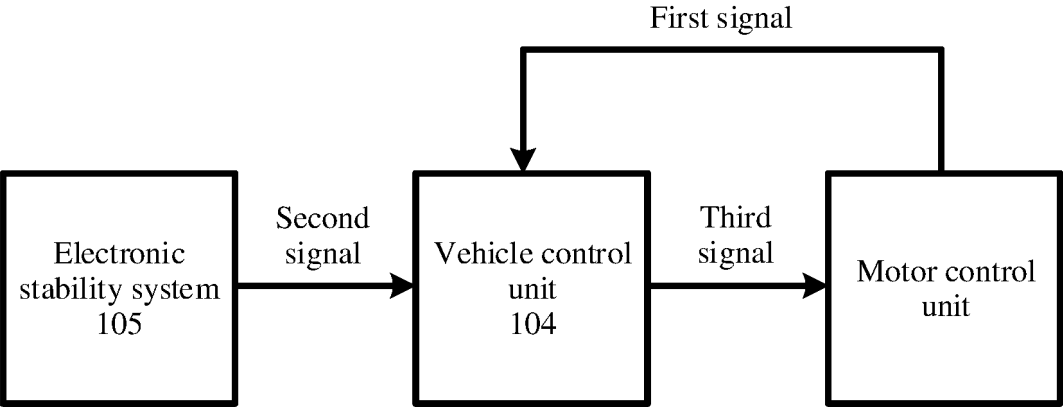 First signal
Second
signal
Third
signal
Electronic
stability system
105
Vehicle control
unit
104
Motor control
unit